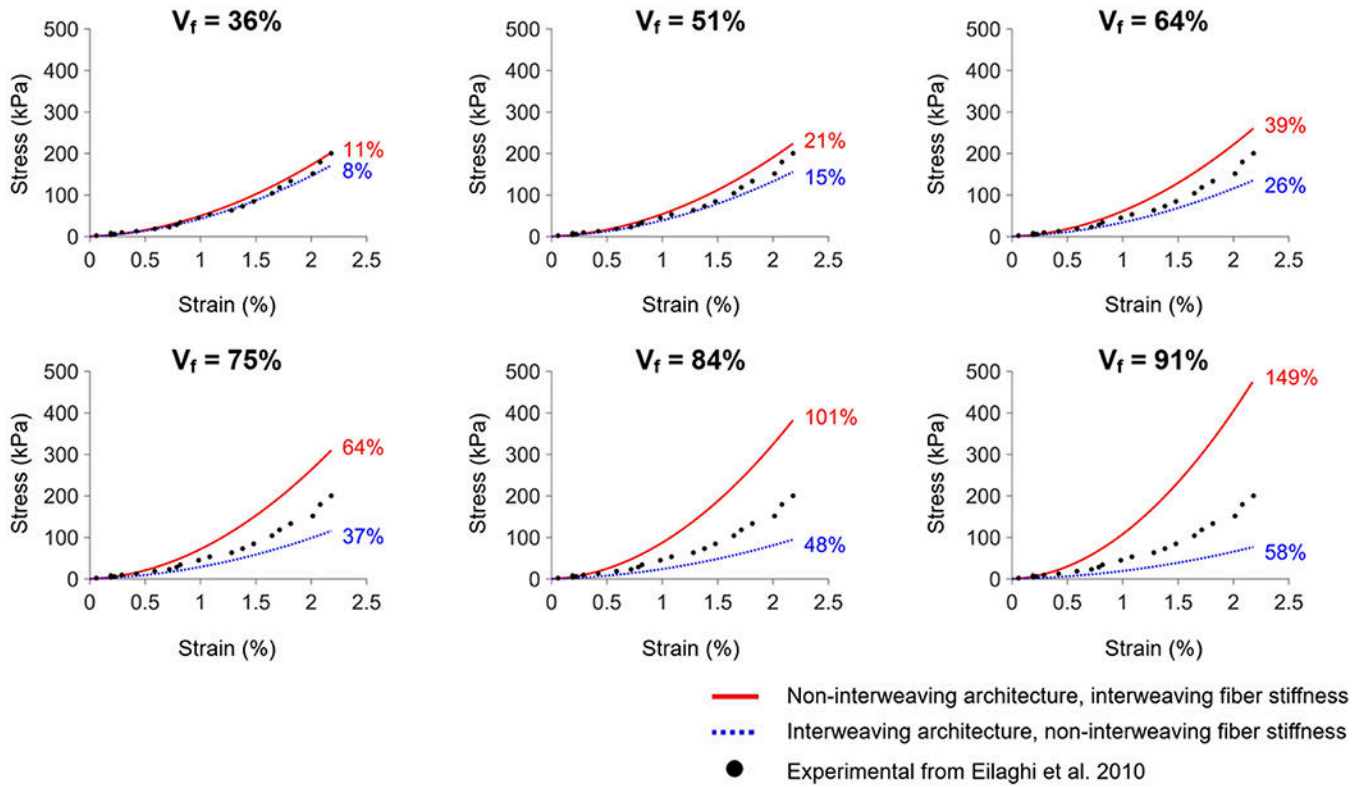 V_f = 36%
Stress (kPa)
500
400
300
200
100
0
11%
8%
0 0.5 1 1.5 2 2.5
Strain (%)
V_f = 51%
Stress (kPa)
500
400
300
200
100
0
21%
15%
0 0.5 1 1.5 2 2.5
Strain (%)
V_f = 64%
Stress (kPa)
500
400
300
200
100
0
39%
26%
0 0.5 1 1.5 2 2.5
Strain (%)
V_f = 75%
Stress (kPa)
500
400
300
200
100
0
64%
37%
0 0.5 1 1.5 2 2.5
Strain (%)
V_f = 84%
Stress (kPa)
500
400
300
200
100
0
101%
48%
0 0.5 1 1.5 2 2.5
Strain (%)
V_f = 91%
Stress (kPa)
500
400
300
200
100
0
149%
58%
0 0.5 1 1.5 2 2.5
Strain (%)
Non-interweaving architecture, interweaving fiber stiffness
Interweaving architecture, non-interweaving fiber stiffness
Experimental from Eilaghi et al. 2010